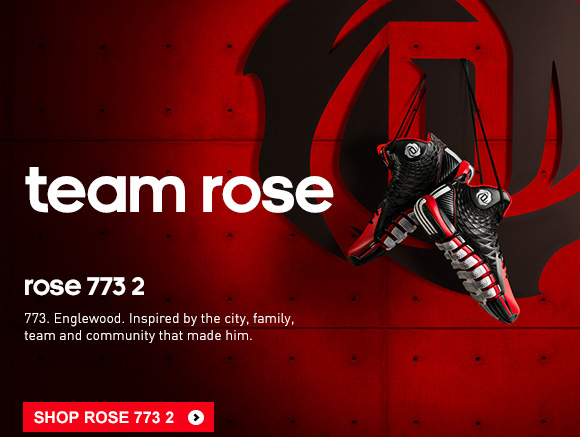 team rose
rose 773 2
773. Englewood. Inspired by the city, family,
team and community that made him.
SHOP ROSE 773 2